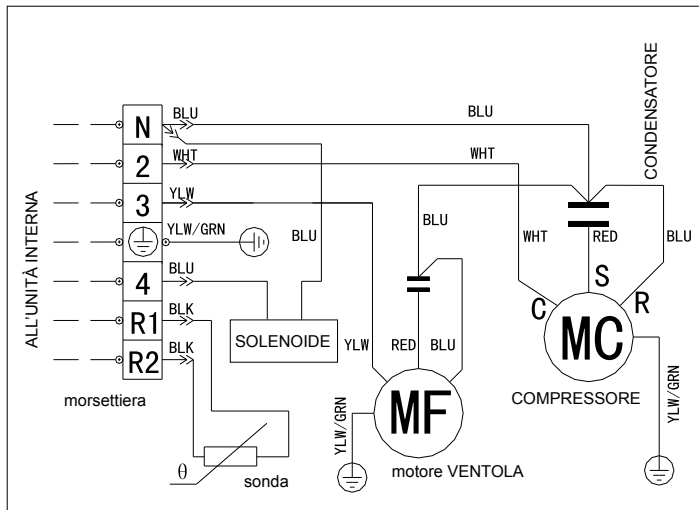 ALL'UNITÀ INTERNA
N
2
3
4
R1
R2
morsettiera
BLU
WHT
YLW
YLW/GRN
BLU
BLK
BLK
BLU
WHT
BLU
SOLENOIDE
θ
sonda
YLW
RED
BLU
BLU
MF
YLW/GRN
motore VENTOLA
CONDENSATORE
WHT
RED
BLU
C
S
R
MC
COMPRESSORE
YLW/GRN